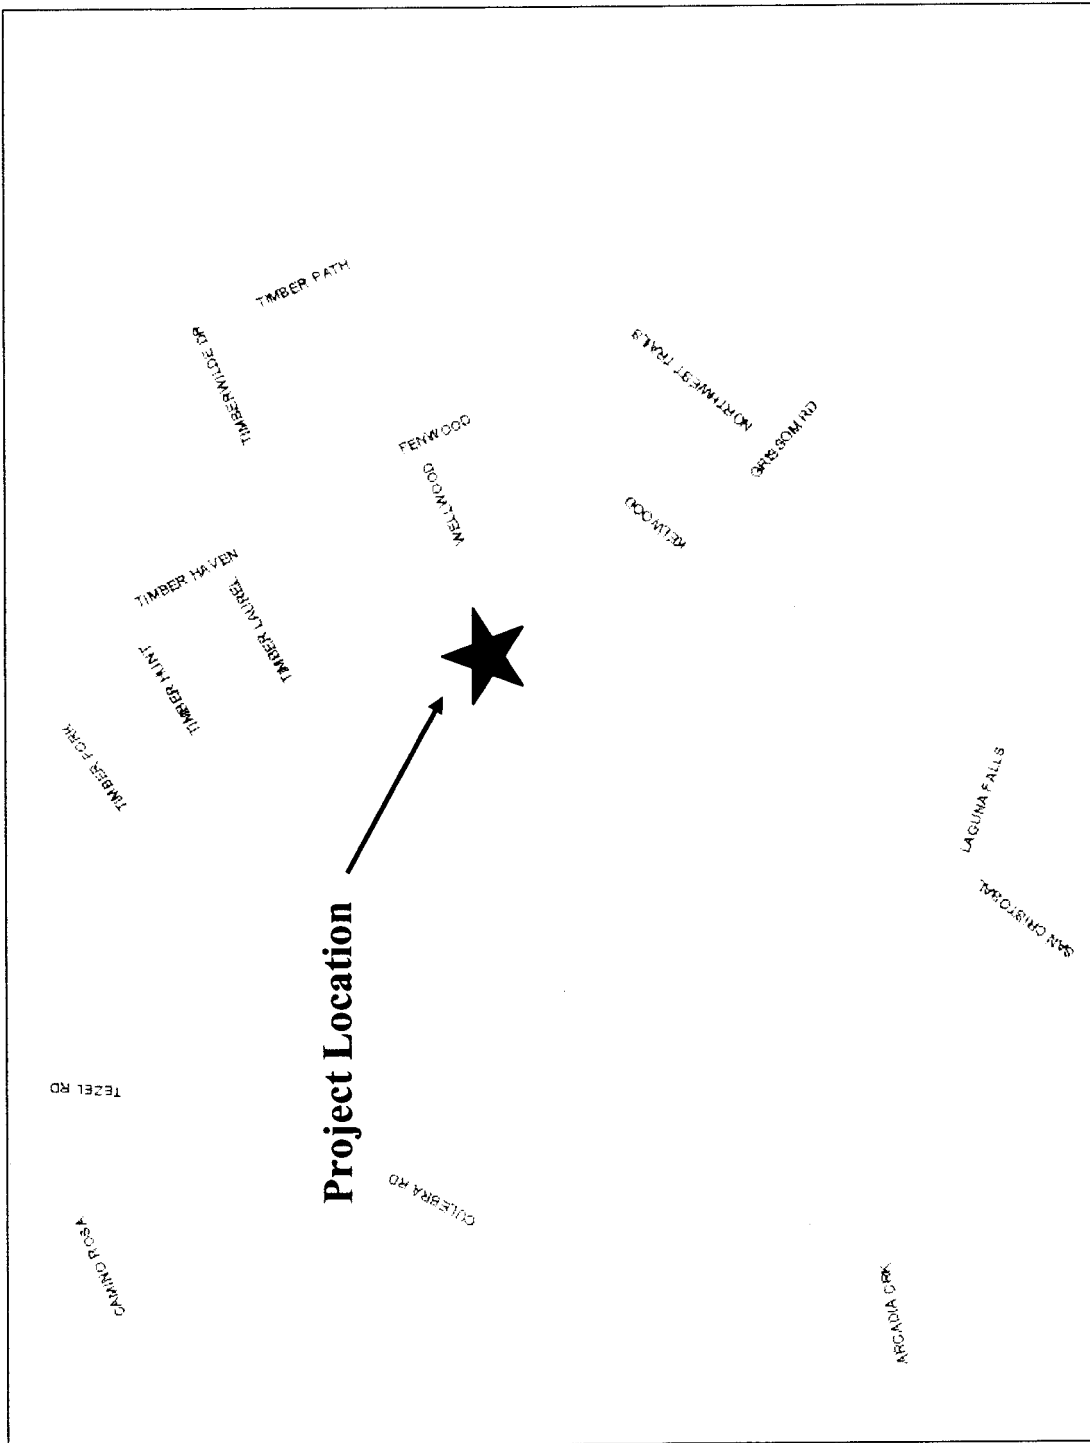 TIMBER PATH
TIMBERWILDE DR
NORTHWEST TRAILS
GRISSOM RD
FENWOOD
WELLWOOD
KELWOOD
TIMBER HAVEN
TIMBER LAUREL
TIMBER HUNT
TIMBER FORK
LAGUNA FALLS
SAN CRISTOBAL
Project Location
TEZEL RD
CULEBRA RD
CAMINO ROSA
ARCADIA CRK